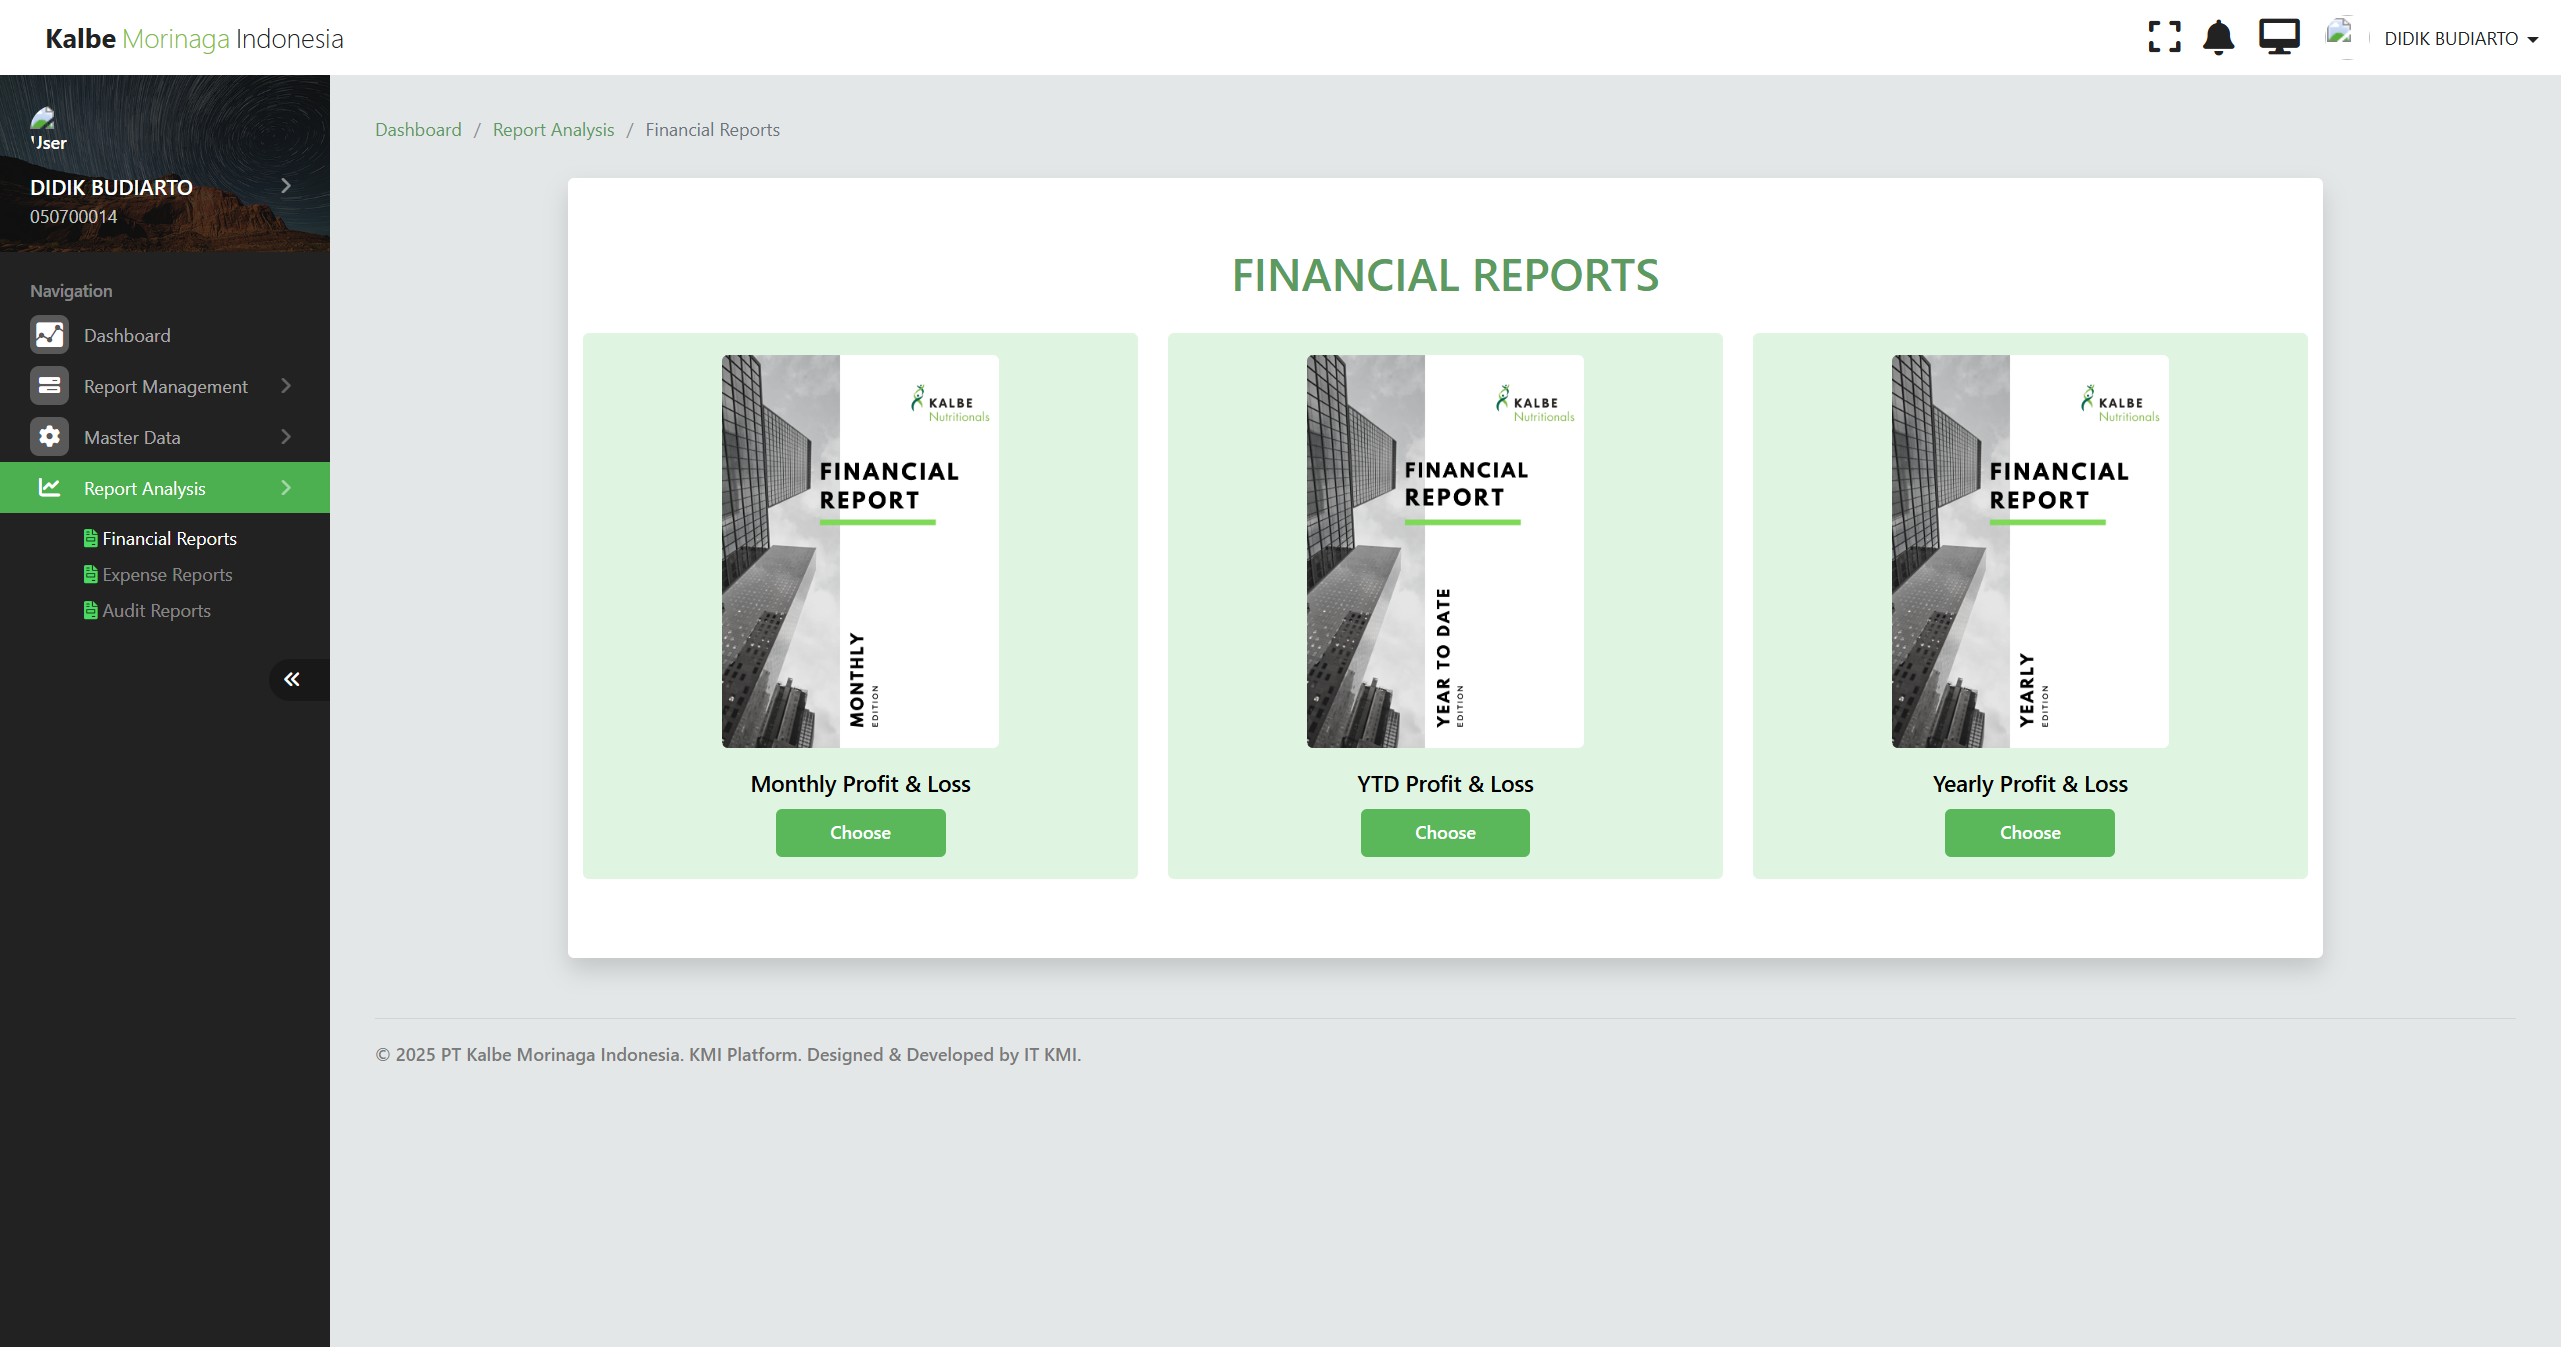 Kalbe Morinaga Indonesia
DIDIK BUDIARTO
User
DIDIK BUDIARTO
050700014
Navigation
Dashboard
Report Management
Master Data
Report Analysis
Financial Reports
Expense Reports
Audit Reports
Dashboard / Report Analysis / Financial Reports
FINANCIAL REPORTS
KALBE
Nutritionals
FINANCIAL
REPORT
MONTHLY
EDITION
Monthly Profit & Loss
Choose
KALBE
Nutritionals
FINANCIAL
REPORT
YEAR TO DATE
EDITION
YTD Profit & Loss
Choose
KALBE
Nutritionals
FINANCIAL
REPORT
YEARLY
EDITION
Yearly Profit & Loss
Choose
© 2025 PT Kalbe Morinaga Indonesia. KMI Platform. Designed & Developed by IT KMI.